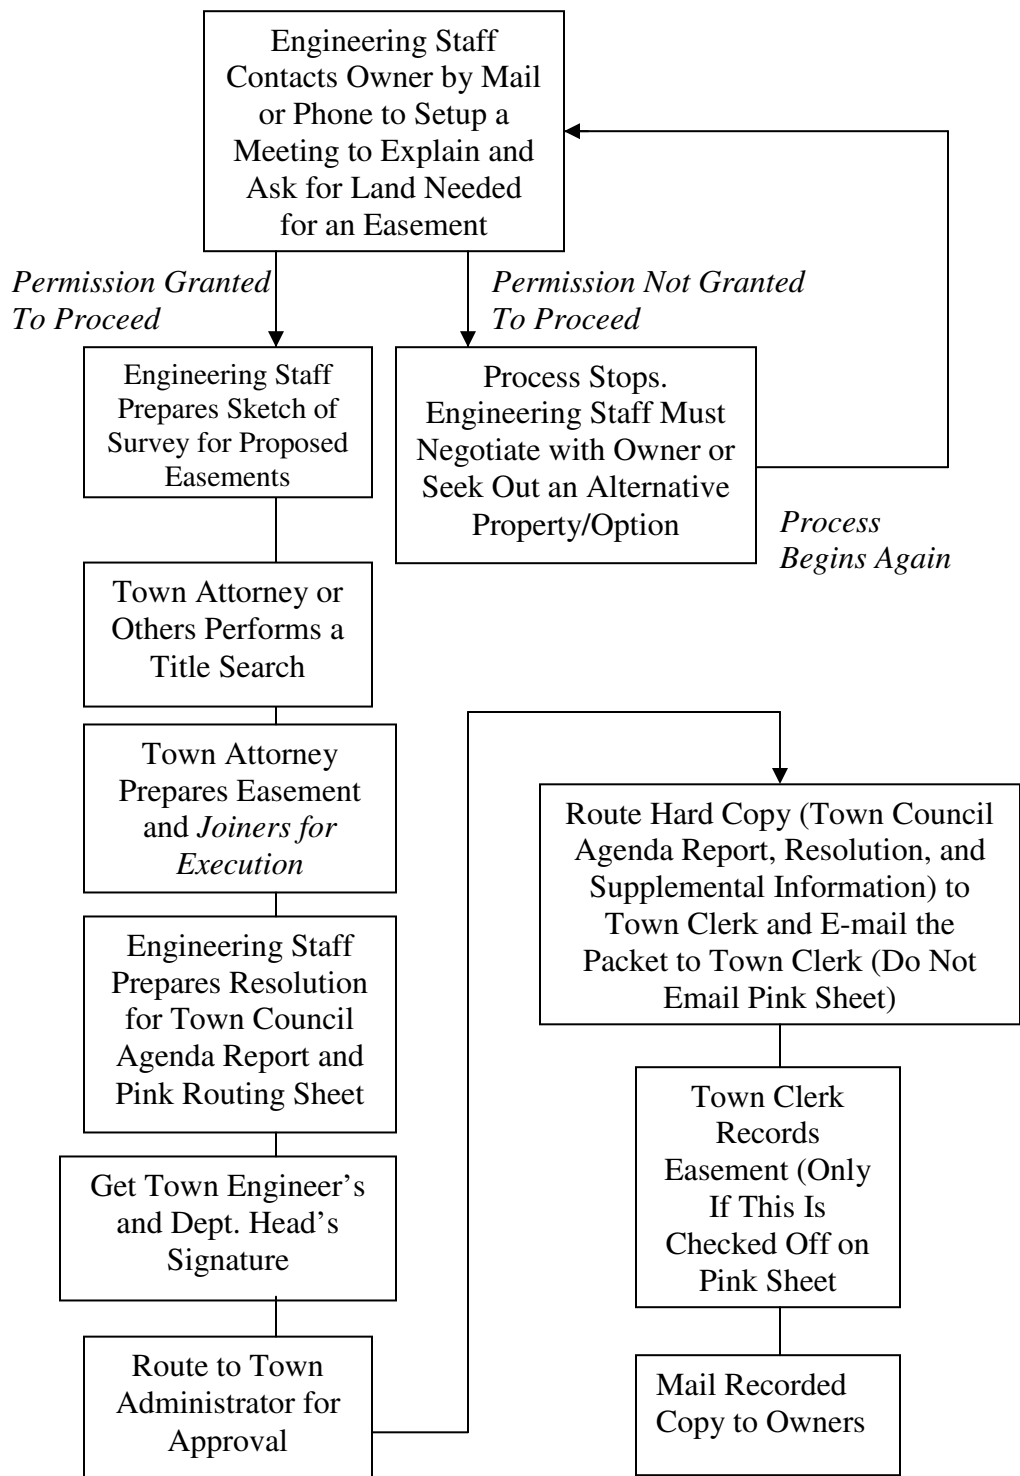 Engineering Staff
Contacts Owner by Mail
or Phone to Setup a
Meeting to Explain and
Ask for Land Needed
for an Easement
Permission Granted
To Proceed
Permission Not Granted
To Proceed
Engineering Staff
Prepares Sketch of
Survey for Proposed
Easements
Process Stops.
Engineering Staff Must
Negotiate with Owner or
Seek Out an Alternative
Property/Option
Process
Begins Again
Town Attorney or
Others Performs a
Title Search
Town Attorney
Prepares Easement
and Joiners for
Execution
Engineering Staff
Prepares Resolution
for Town Council
Agenda Report and
Pink Routing Sheet
Get Town Engineer's
and Dept. Head's
Signature
Route to Town
Administrator for
Approval
Route Hard Copy (Town Council
Agenda Report, Resolution, and
Supplemental Information) to
Town Clerk and E-mail the
Packet to Town Clerk (Do Not
Email Pink Sheet)
Town Clerk
Records
Easement (Only
If This Is
Checked Off on
Pink Sheet
Mail Recorded
Copy to Owners